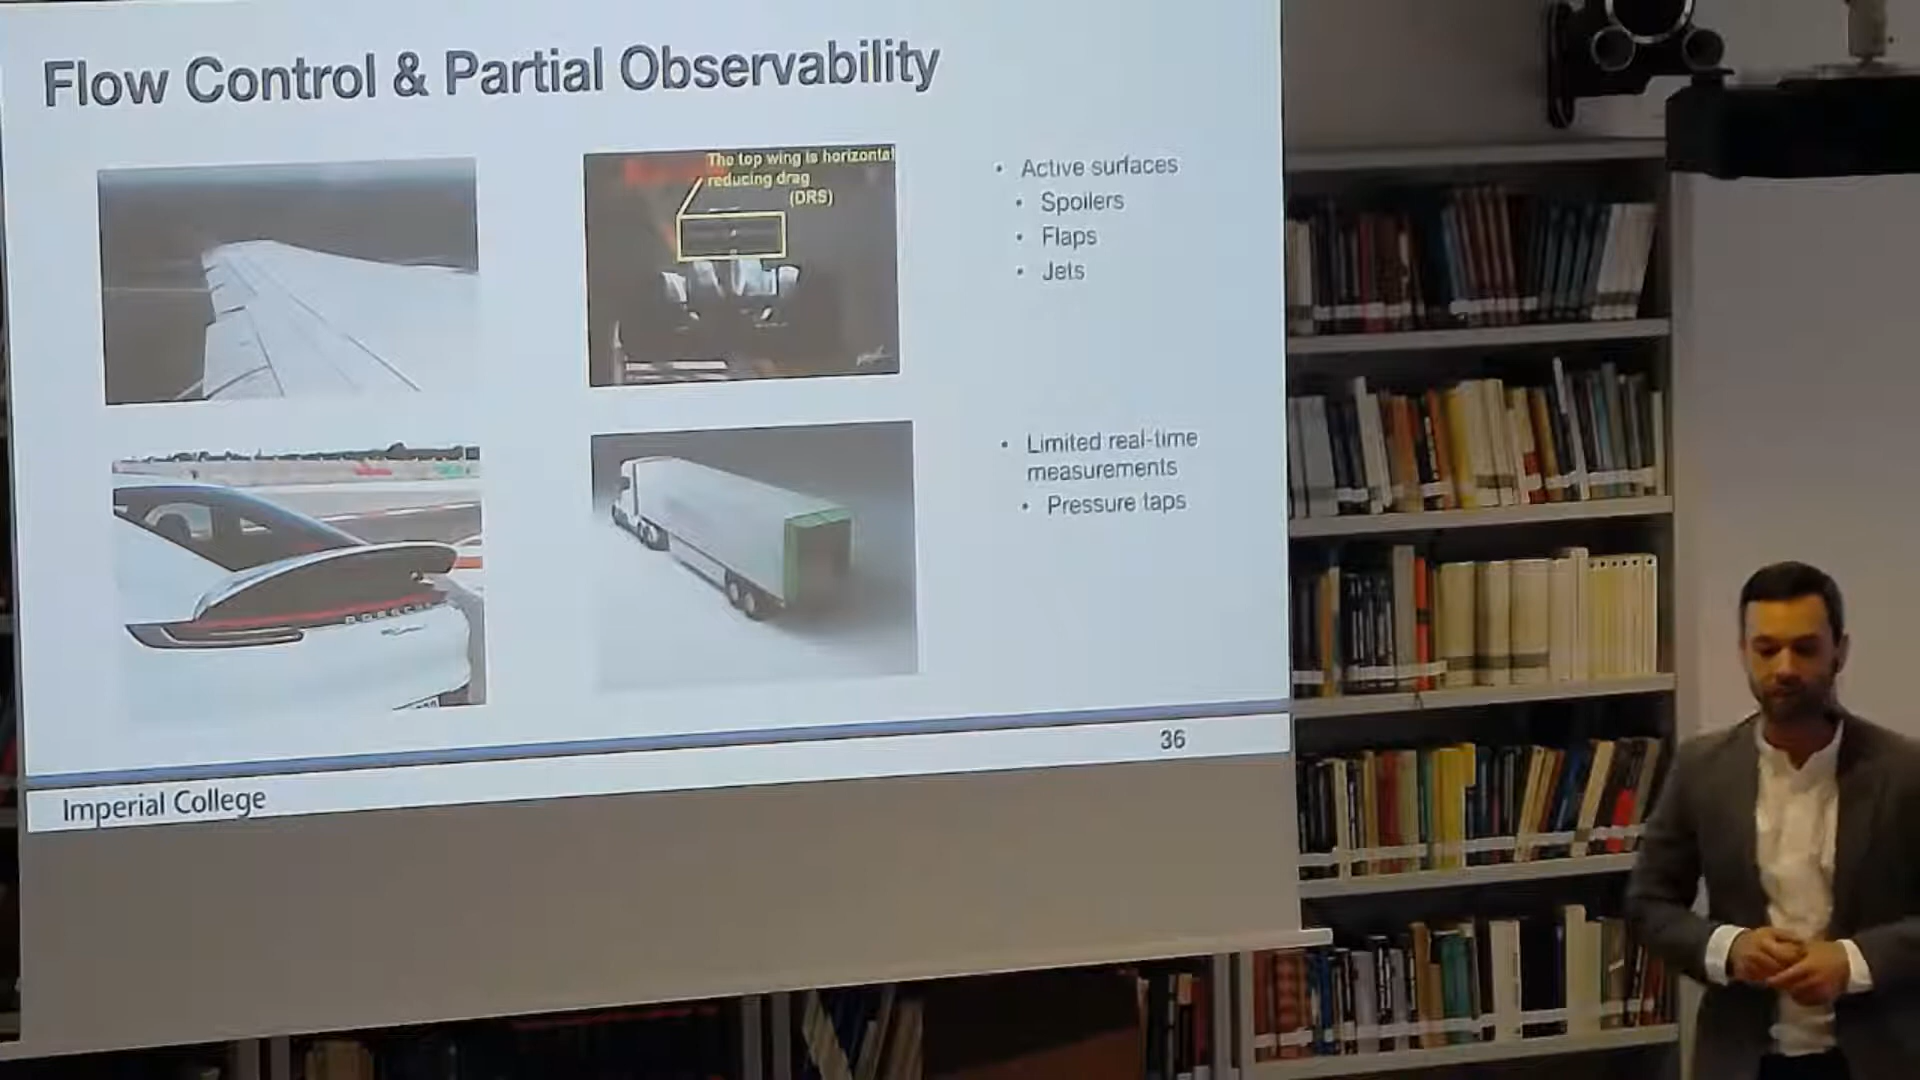 Flow Control & Partial Observability
The top wing is horizontal
reducing drag
(DRS)
• Active surfaces
• Spoilers
• Flaps
• Jets
• Limited real-time
measurements
• Pressure taps
PORSCHE
36
Imperial College